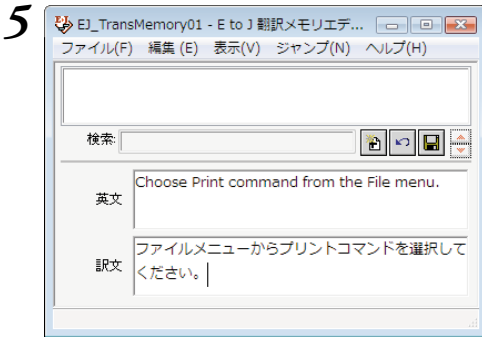 5
EJ_TransMemory01 - E to J 翻訳メモリエデ...
ファイル(F) 編集 (E) 表示(V) ジャンプ(N) ヘルプ(H)
検索:
英文
Choose Print command from the File menu.
訳文
ファイルメニューからプリントコマンドを選択して
ください。